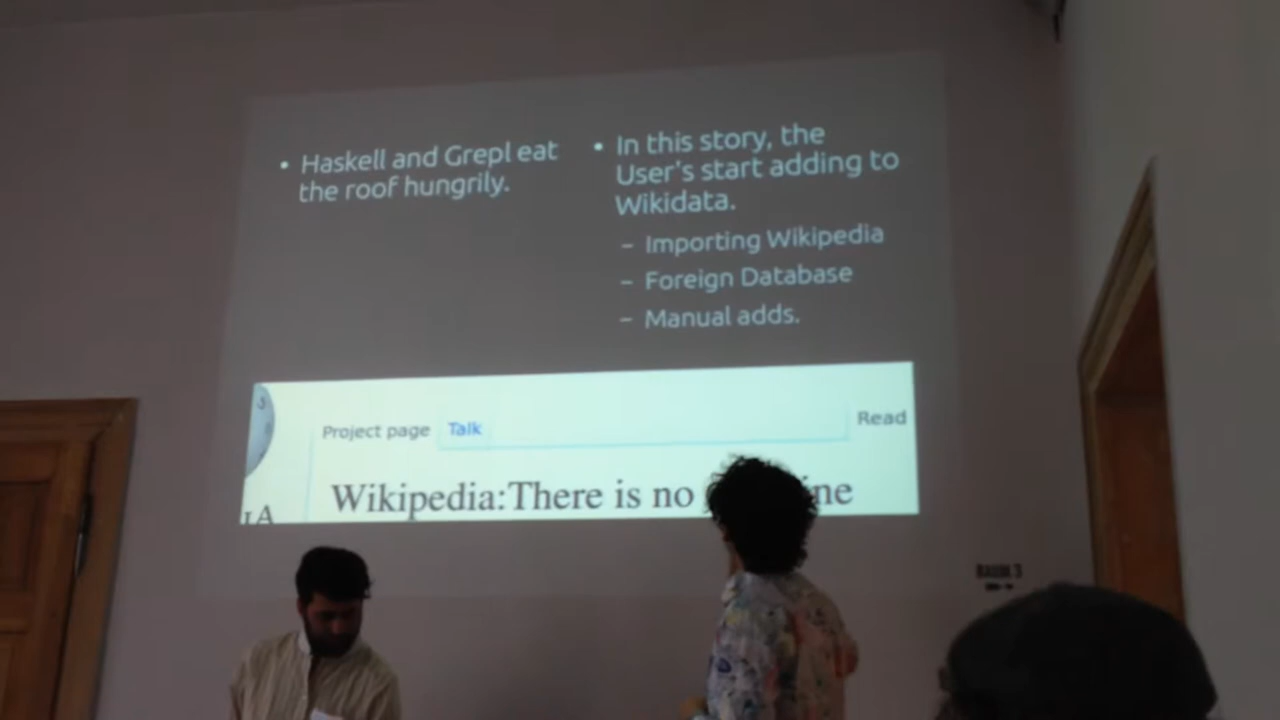 • Haskell and Grepl eat
the roof hungrily.
• In this story, the
User's start adding to
Wikidata.
– Importing Wikipedia
– Foreign Database
– Manual adds.
Project page Talk Read
Wikipedia:There is no